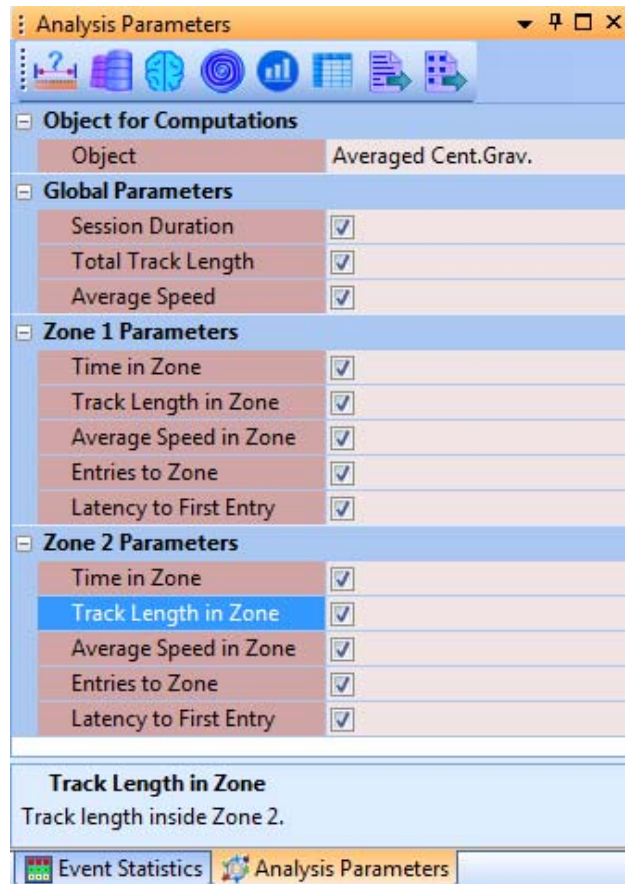 Analysis Parameters
Object for Computations
Object Averaged Cent.Grav.
Global Parameters
Session Duration
Total Track Length
Average Speed
Zone 1 Parameters
Time in Zone
Track Length in Zone
Average Speed in Zone
Entries to Zone
Latency to First Entry
Zone 2 Parameters
Time in Zone
Track Length in Zone
Average Speed in Zone
Entries to Zone
Latency to First Entry
Track Length in Zone
Track length inside Zone 2.
Event Statistics Analysis Parameters